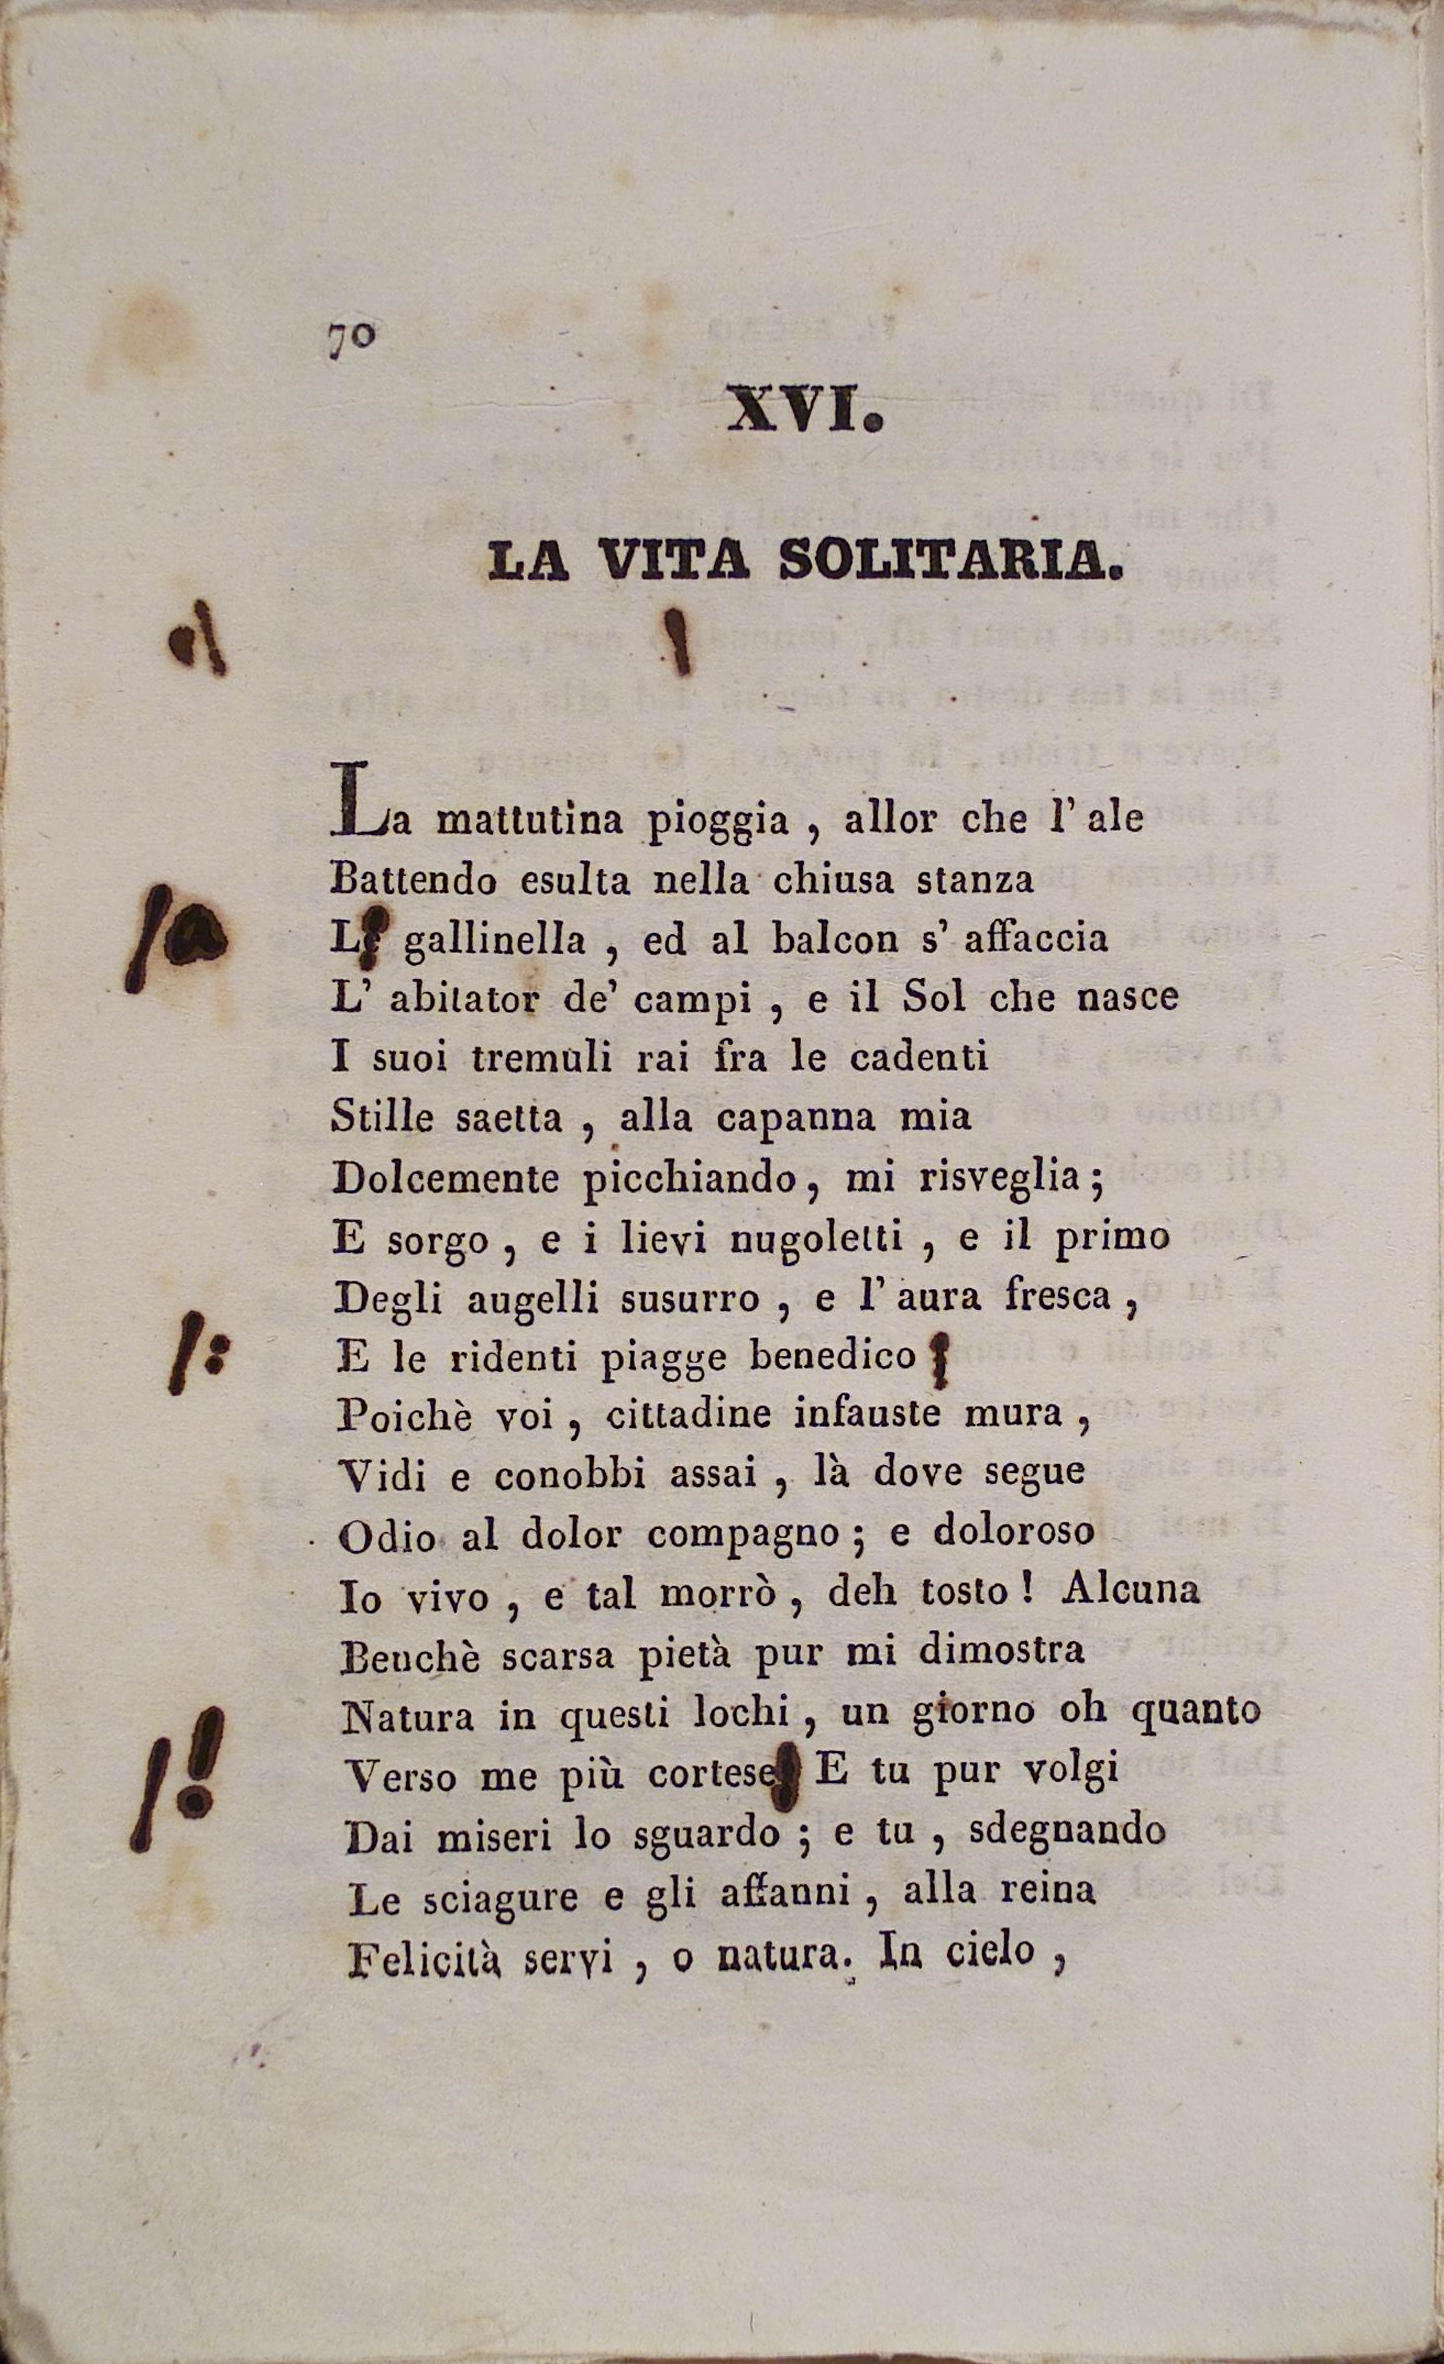 70
XVI.
LA VITA SOLITARIA.
La mattutina pioggia , allor che l' ale
Battendo esulta nella chiusa stanza
/a L gallinella , ed al balcon s' affaccia
L' abitator de' campi , e il Sol che nasce
I suoi tremuli rai fra le cadenti
Stille saetta , alla capanna mia
Dolcemente picchiando , mi risveglia ;
E sorgo , e i lievi nugoletti , e il primo
Degli augelli susurro , e l' aura fresca ,
/: E le ridenti piagge benedico
Poichè voi , cittadine infauste mura ,
Vidi e conobbi assai , là dove segue
Odio al dolor compagno ; e doloroso
Io vivo , e tal morrò , deh tosto ! Alcuna
Benchè scarsa pietà pur mi dimostra
Natura in questi lochi , un giorno oh quanto
/! Verso me più cortese E tu pur volgi
Dai miseri lo sguardo ; e tu , sdegnando
Le sciagure e gli affanni , alla reina
Felicità servi , o natura. In cielo ,